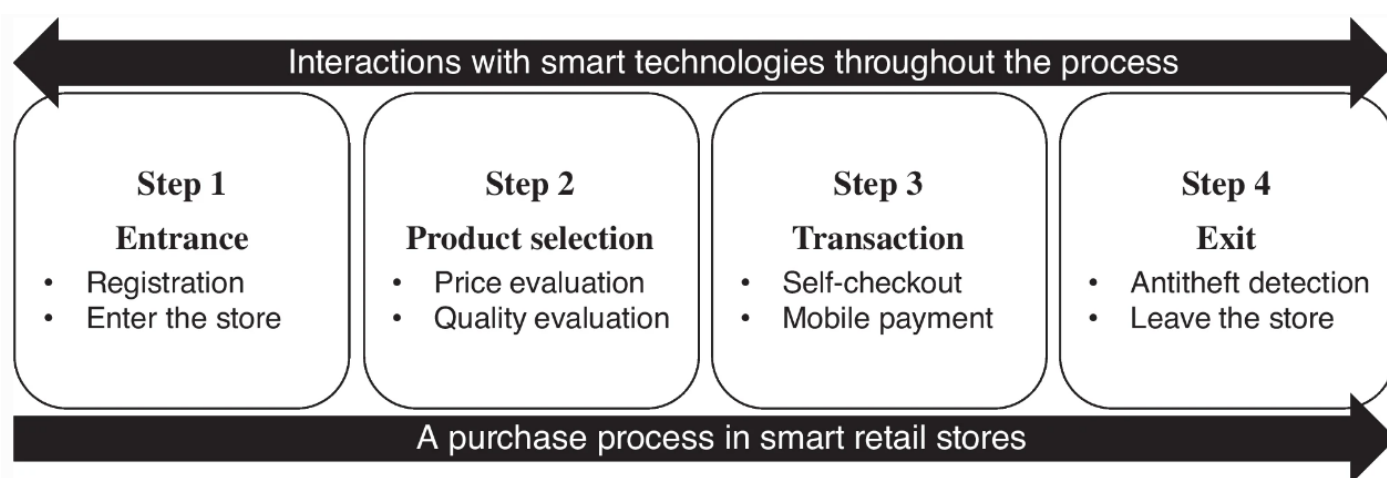 Interactions with smart technologies throughout the process
Step 1
Entrance
• Registration
• Enter the store
Step 2
Product selection
• Price evaluation
• Quality evaluation
Step 3
Transaction
• Self-checkout
• Mobile payment
Step 4
Exit
• Antitheft detection
• Leave the store
A purchase process in smart retail stores